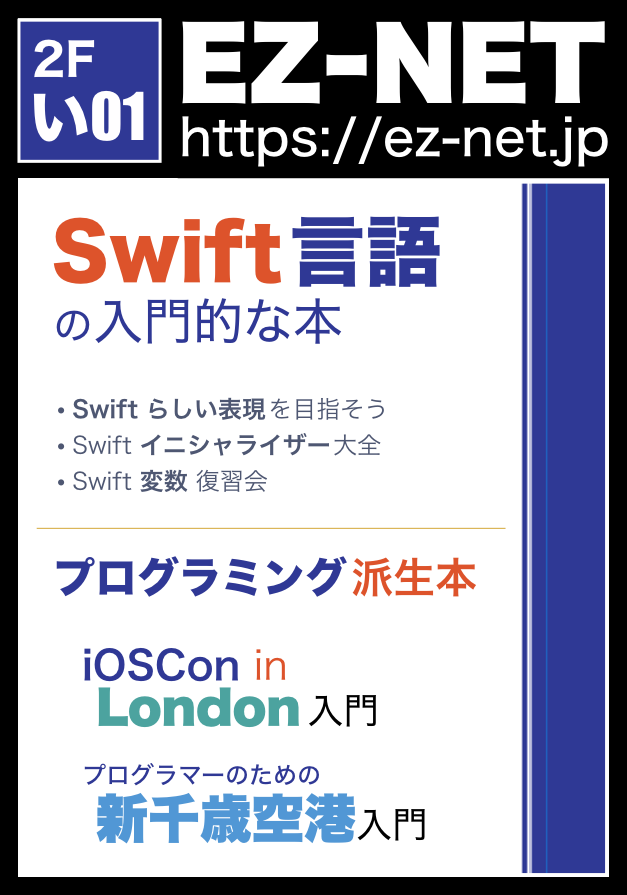 2F
い01
EZ-NET
https://ez-net.jp
Swift言語
の入門的な本
• Swift らしい表現を目指そう
• Swift イニシャライザー大全
• Swift 変数 復習会
プログラミング派生本
iOSCon in
London 入門
プログラマーのための
新千歳空港入門